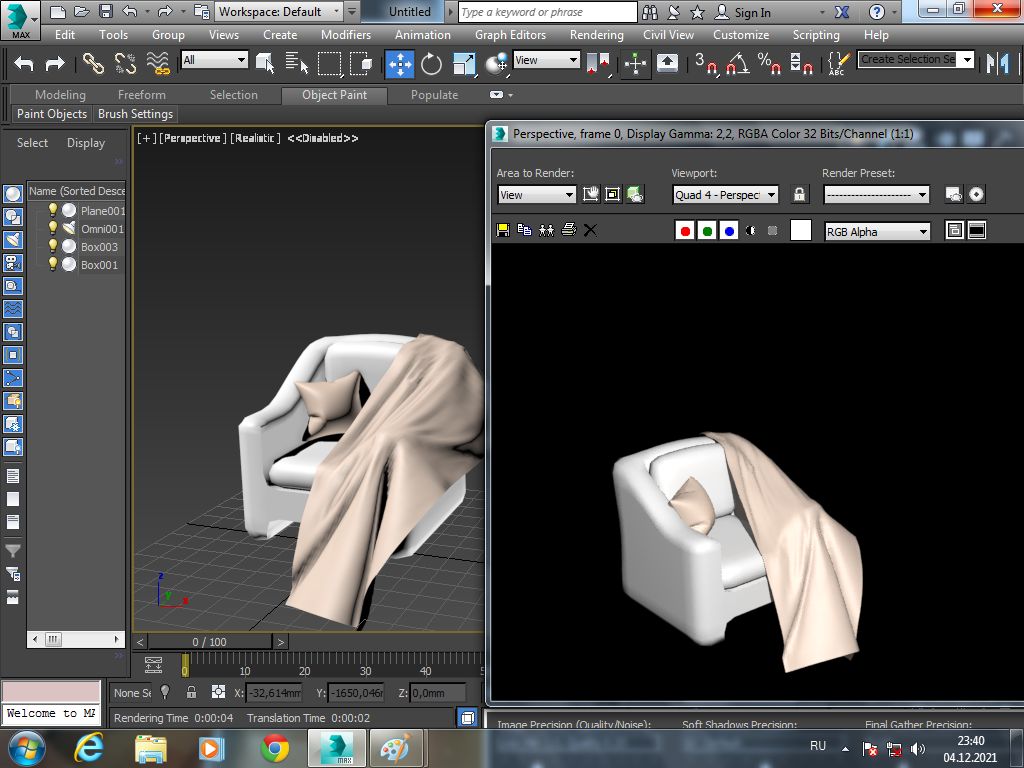 MAX
Workspace: Default
Untitled
Type a keyword or phrase
Sign In
Edit
Tools
Group
Views
Create
Modifiers
Animation
Graph Editors
Rendering
Civil View
Customize
Scripting
Help
All
View
3
%
ABC
Create Selection Se
Modeling
Freeform
Selection
Object Paint
Populate
Paint Objects
Brush Settings
Select
Display
Name (Sorted Desce
Plane001
Omni001
Box003
Box001
[+] [Perspective] [Realistic] <<Disabled>>
z
y
x
Perspective, frame 0, Display Gamma: 2,2, RGBA Color 32 Bits/Channel (1:1)
Area to Render:
Viewport:
Render Preset:
View
Quad 4 - Perspect
-----------------------
RGB Alpha
0 / 100
0
10
20
30
40
None Se
X: -32,614mm
Y: -1650,046m
Z: 0,0mm
Welcome to MA
Rendering Time 0:00:04
Translation Time 0:00:02
Image Precision (Quality/Noise):
Soft Shadows Precision:
Final Gather Precision:
MAX
RU
23:40
04.12.2021